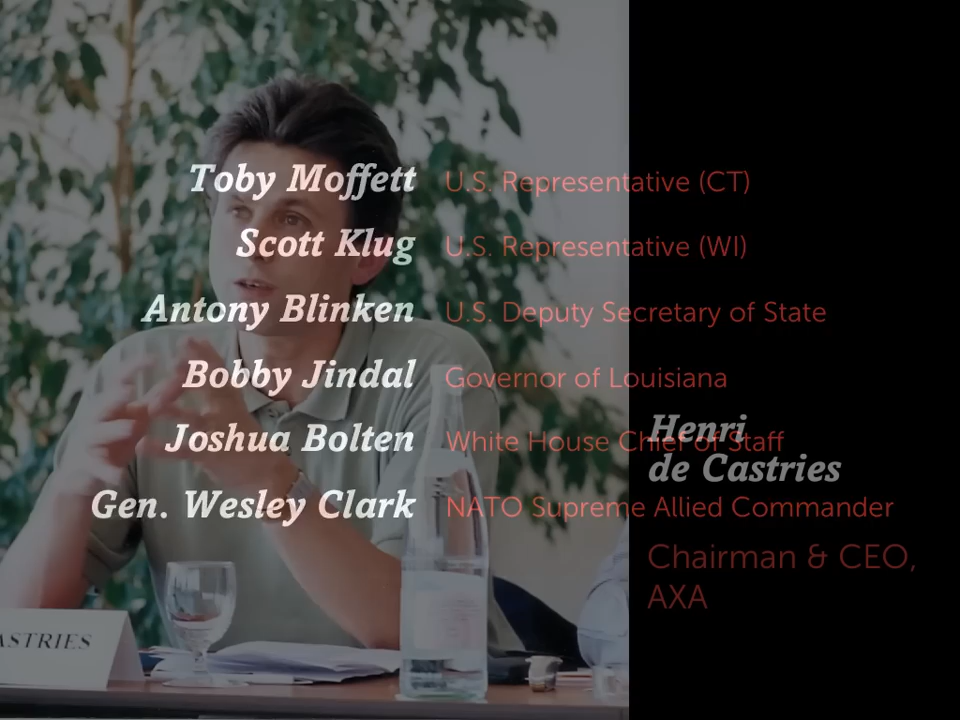 Toby Moffett U.S. Representative (CT)
Scott Klug U.S. Representative (WI)
Antony Blinken U.S. Deputy Secretary of State
Bobby Jindal Governor of Louisiana
Joshua Bolten White House Chief of Staff
Gen. Wesley Clark NATO Supreme Allied Commander
Henri
de Castries
Chairman & CEO,
AXA
ASTRIES